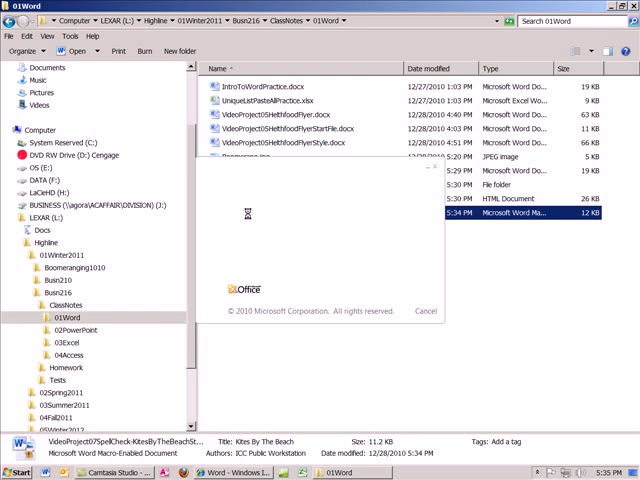 01Word
Computer ▸ LEXAR (L:) ▸ Highline ▸ 01Winter2011 ▸ Busn216 ▸ ClassNotes ▸ 01Word ▸
Search 01Word
File Edit View Tools Help
Organize Open Print Burn New folder
Documents
Music
Pictures
Videos
Computer
System Reserved (C:)
DVD RW Drive (D:) Cengage
OS (E:)
DATA (F:)
LaCieHD (H:)
BUSINESS (\\agora\ACAFFAIR\DIVISION) (J:)
LEXAR (L:)
Docs
Highline
01Winter2011
Boomeranging1010
Busn210
Busn216
ClassNotes
01Word
02PowerPoint
03Excel
04Access
Homework
Tests
02Spring2011
03Summer2011
04Fall2011
05Winter2012
Name Date modified Type Size
IntroToWordPractice.docx 12/27/2010 1:03 PM Microsoft Word Do... 19 KB
UniqueListPasteAllPractice.xlsx 12/27/2010 1:03 PM Microsoft Excel Wo... 9 KB
VideoProject05HelthfoodFlyer.docx 12/28/2010 4:40 PM Microsoft Word Do... 63 KB
VideoProject05HelthfoodFlyerStartFile.docx 12/28/2010 4:03 PM Microsoft Word Do... 11 KB
VideoProject05HelthfoodFlyerStyle.docx 12/28/2010 4:51 PM Microsoft Word Do... 66 KB
5:20 PM JPEG image 5 KB
5:29 PM Microsoft Word Do... 19 KB
5:30 PM File folder
5:30 PM HTML Document 26 KB
5:34 PM Microsoft Word Ma... 12 KB
Office
© 2010 Microsoft Corporation. All rights reserved. Cancel
VideoProject07SpellCheck-KitesByTheBeachSt... Title: Kites By The Beach Size: 11.2 KB Tags: Add a tag
Microsoft Word Macro-Enabled Document Authors: ICC Public Workstation Date modified: 12/28/2010 5:34 PM
Start Camtasia Studio - ... Word - Windows I... 01Word 5:35 PM